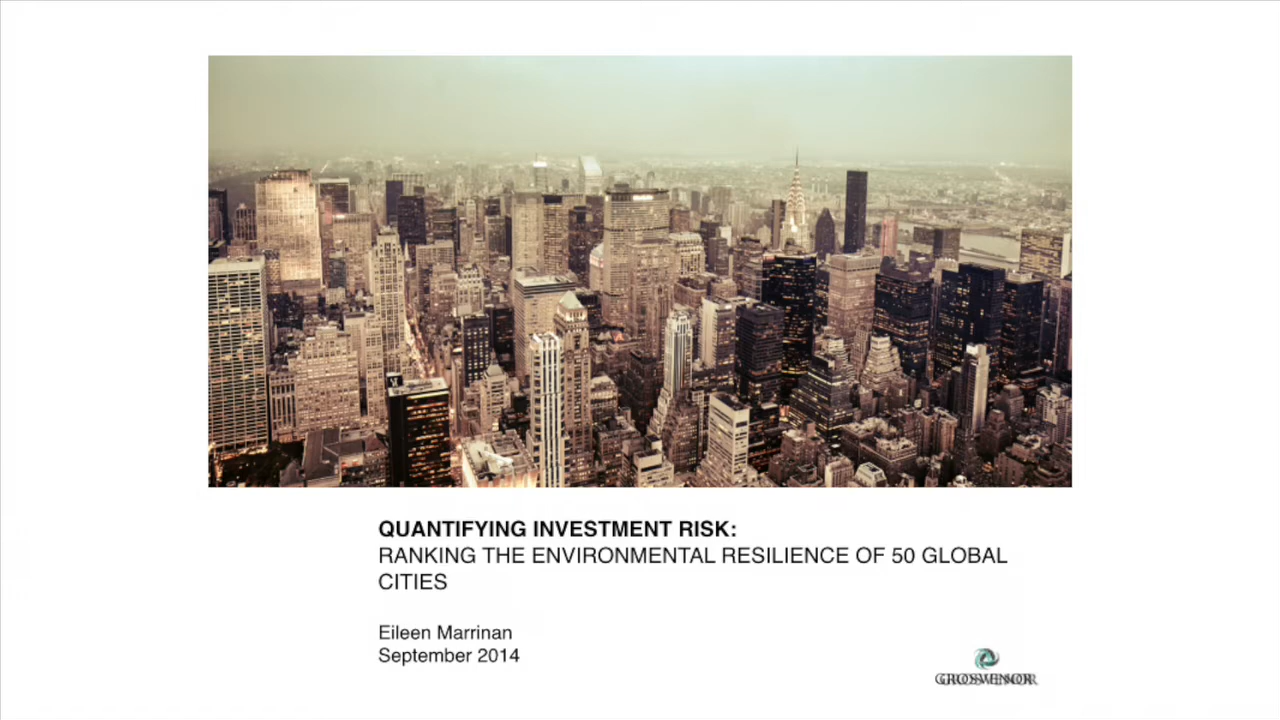 QUANTIFYING INVESTMENT RISK:
RANKING THE ENVIRONMENTAL RESILIENCE OF 50 GLOBAL
CITIES
Eileen Marrinan
September 2014
GROSVENOR